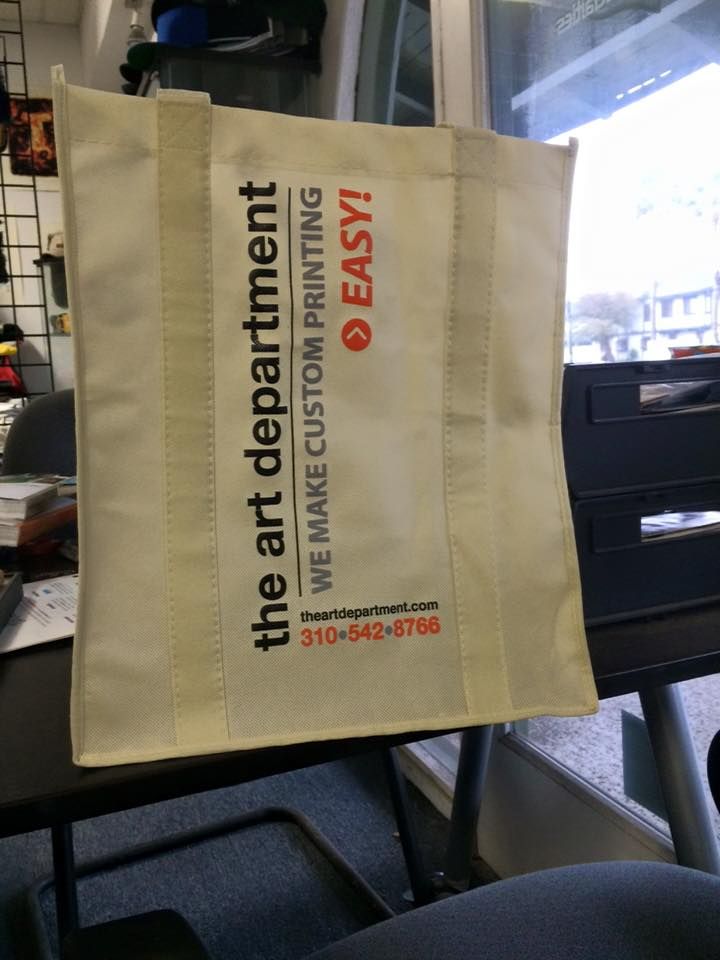 the art department
WE MAKE CUSTOM PRINTING
EASY!
theartdepartment.com
310•542•8766